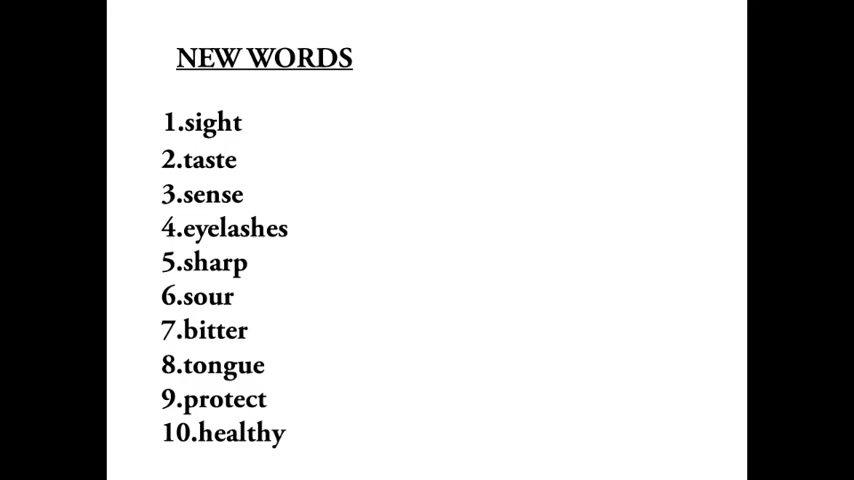 NEW WORDS
1.sight
2.taste
3.sense
4.eyelashes
5.sharp
6.sour
7.bitter
8.tongue
9.protect
10.healthy